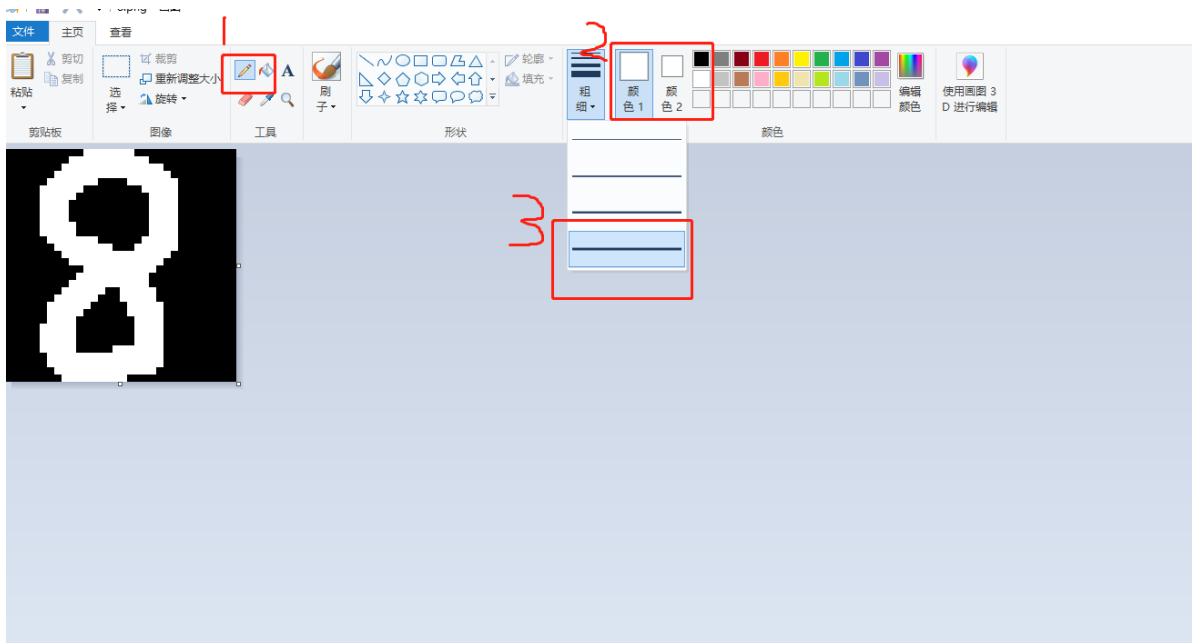 文件 主页 查看
剪切
复制
粘贴
剪贴板
选择
裁剪
重新调整大小
旋转
图像
A
工具
刷子
轮廓
填充
形状
粗细
颜色 1
颜色 2
编辑颜色
颜色
使用画图 3
D 进行编辑
8
3